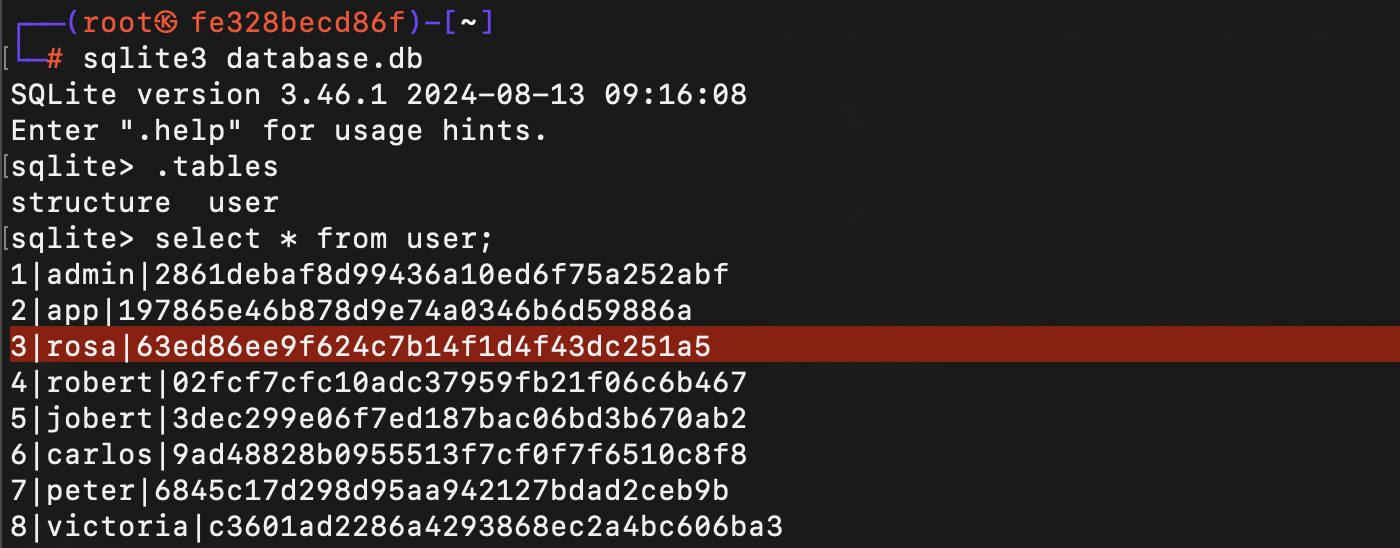 ┌──(root㉿ fe328becd86f)-[~]
└─# sqlite3 database.db
SQLite version 3.46.1 2024-08-13 09:16:08
Enter ".help" for usage hints.
sqlite> .tables
structure  user
sqlite> select * from user;
1|admin|2861debaf8d99436a10ed6f75a252abf
2|app|197865e46b878d9e74a0346b6d59886a
3|rosa|63ed86ee9f624c7b14f1d4f43dc251a5
4|robert|02fcf7cfc10adc37959fb21f06c6b467
5|jobert|3dec299e06f7ed187bac06bd3b670ab2
6|carlos|9ad48828b0955513f7cf0f7f6510c8f8
7|peter|6845c17d298d95aa942127bdad2ceb9b
8|victoria|c3601ad2286a4293868ec2a4bc606ba3